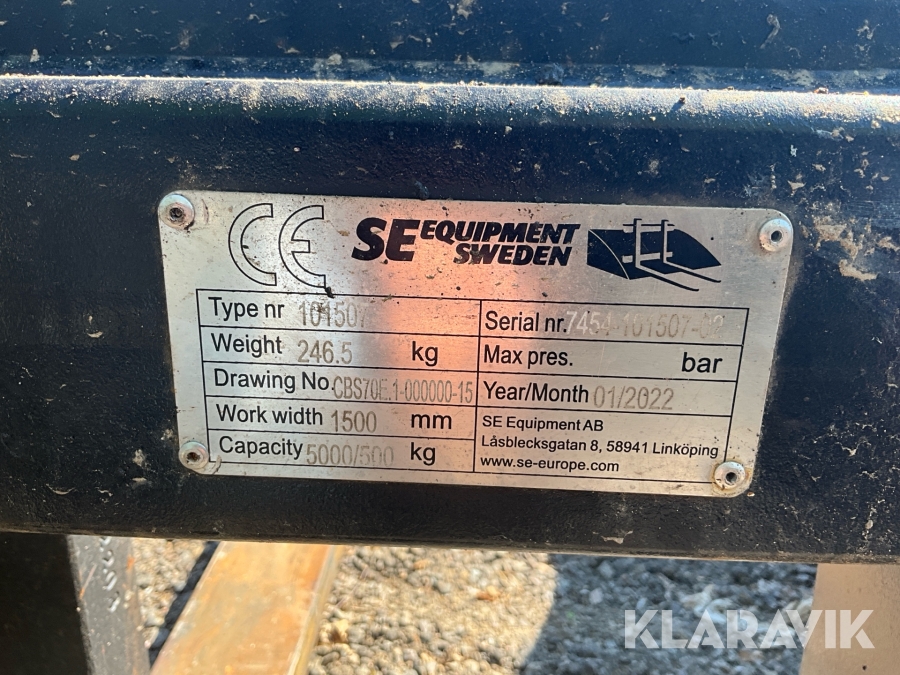 CE SE EQUIPMENT SWEDEN
Type nr 101507
Serial nr. 7454-101507-02
Weight 246.5 kg
Max pres. bar
Drawing No. CBS70E.1-000000-15
Year/Month 01/2022
Work width 1500 mm
SE Equipment AB
Låsblecksgatan 8, 58941 Linköping
Capacity 5000/500 kg
www.se-europe.com
KLARAVIK